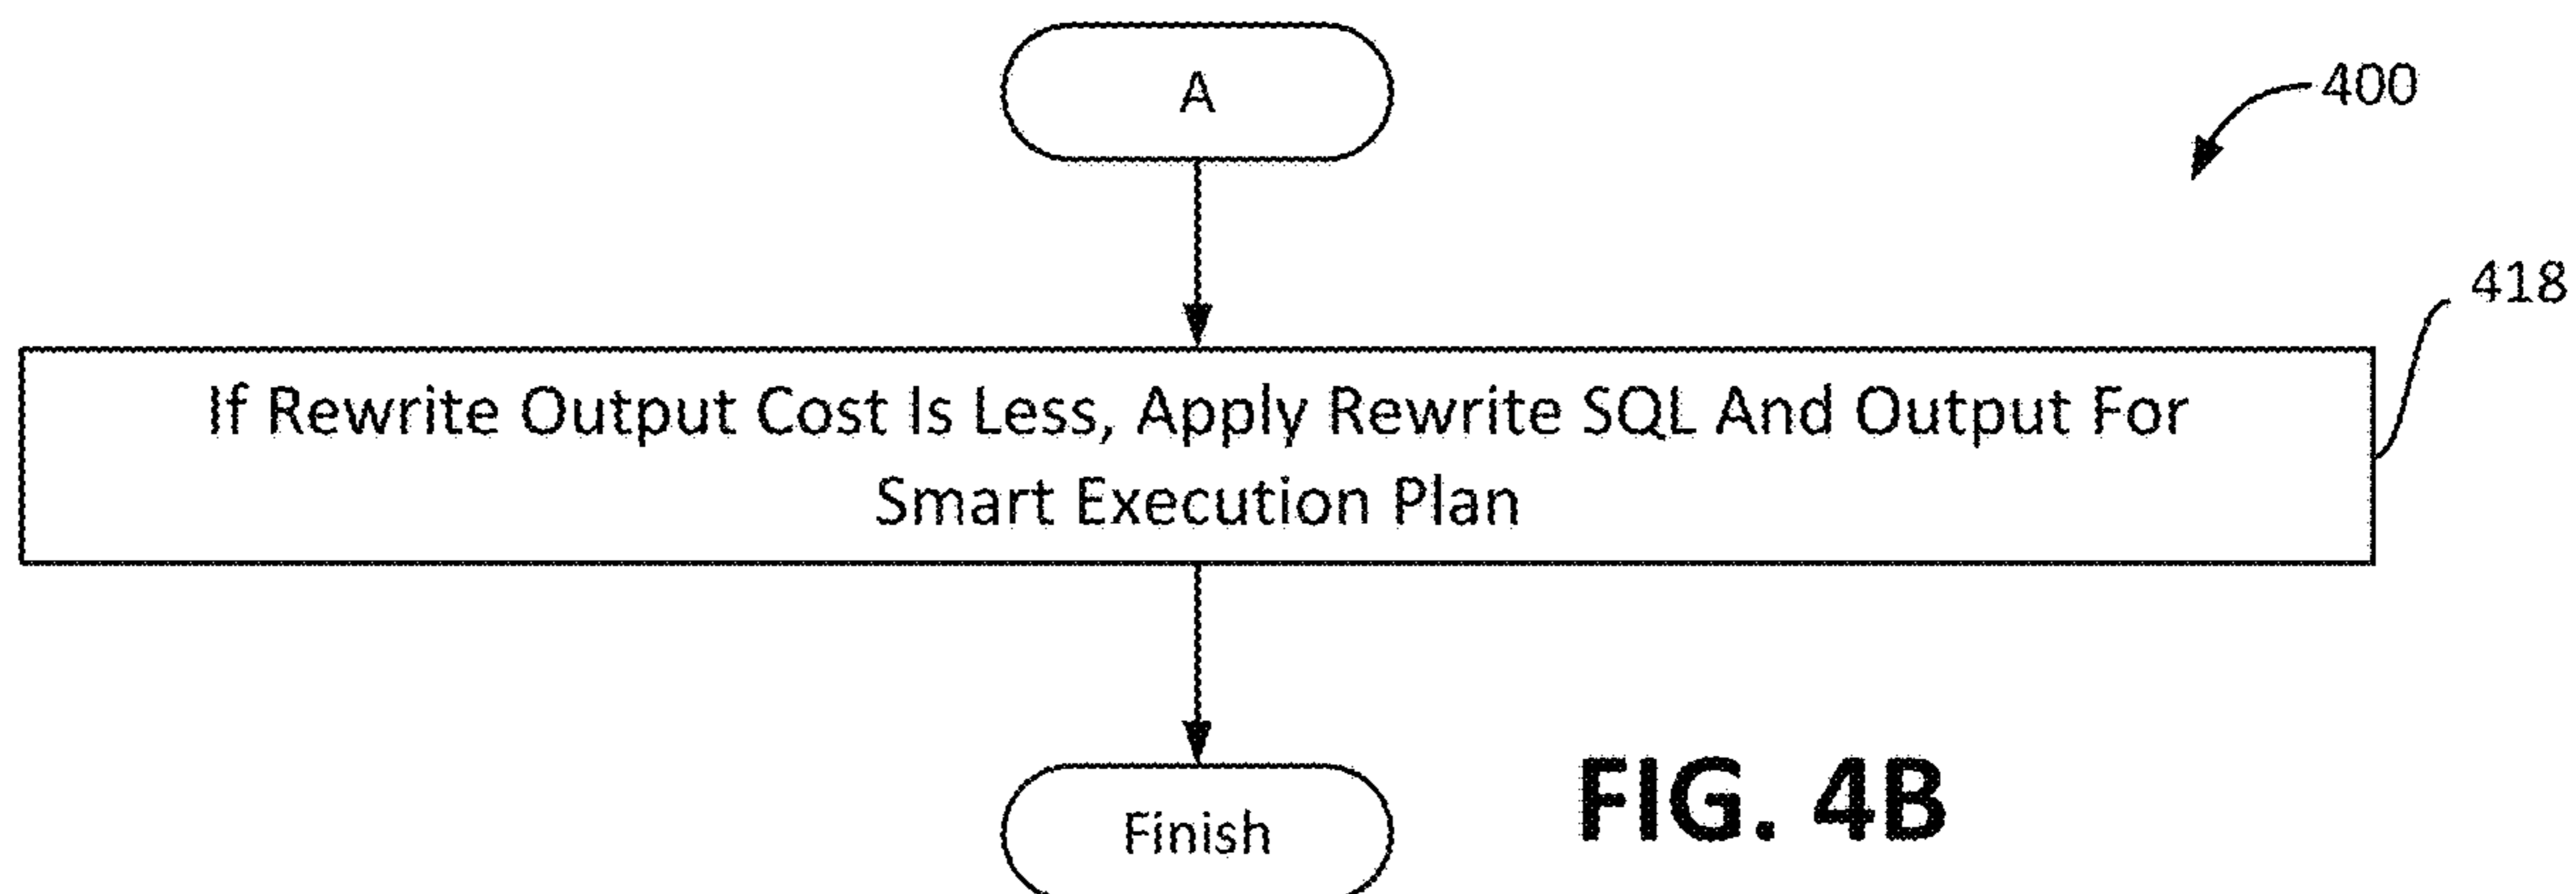 A
400
418
If Rewrite Output Cost Is Less, Apply Rewrite SQL And Output For
Smart Execution Plan
Finish
FIG. 4B